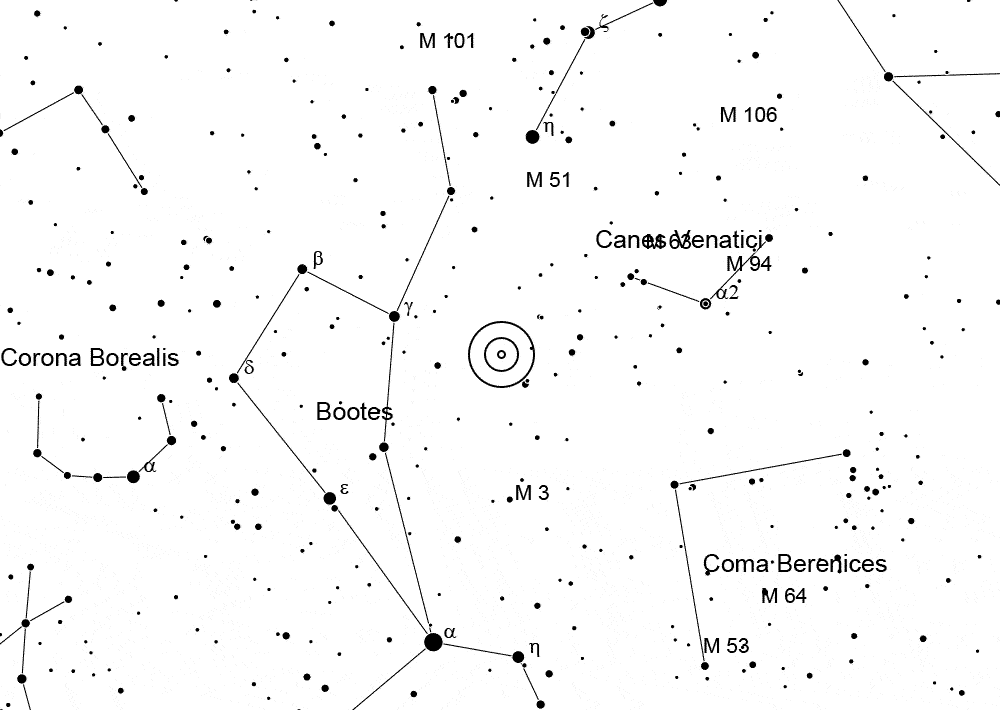 ζ
M 101
M 106
η
M 51
Canes Venatici
M 63
β
M 94
α2
γ
Corona Borealis
δ
Bootes
α
ε
M 3
Coma Berenices
M 64
α
M 53
η